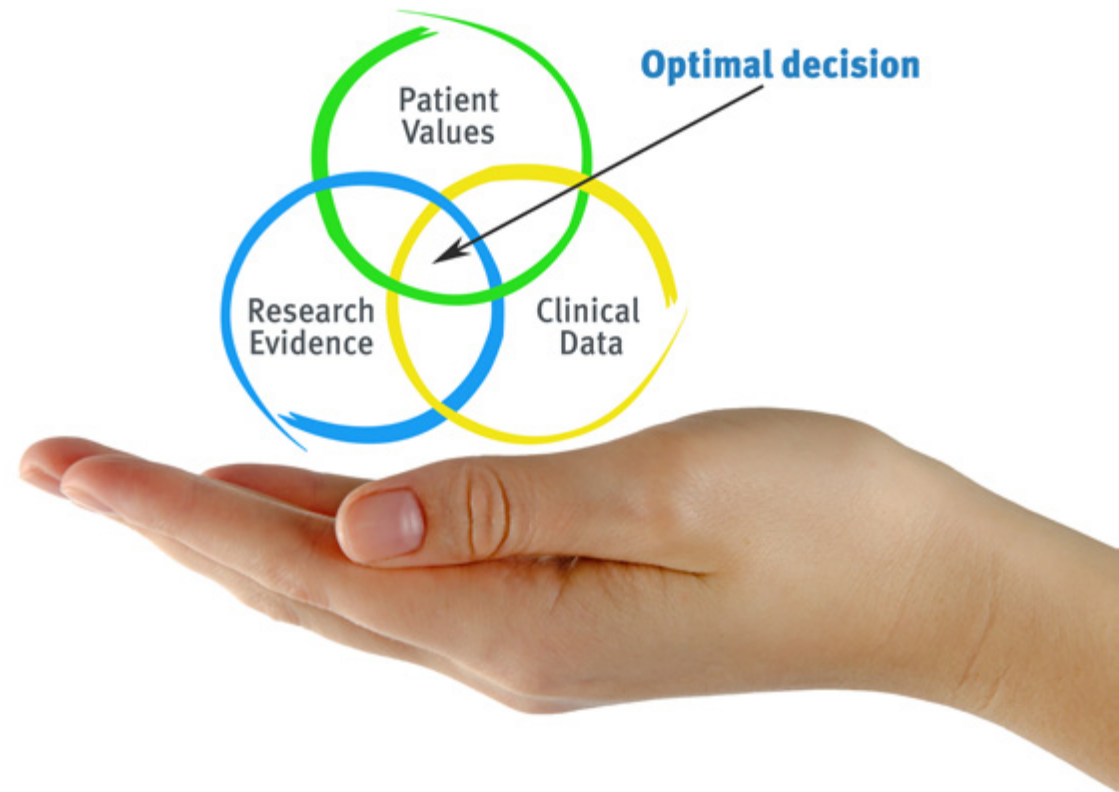 Optimal decision
Patient
Values
Research
Evidence
Clinical
Data